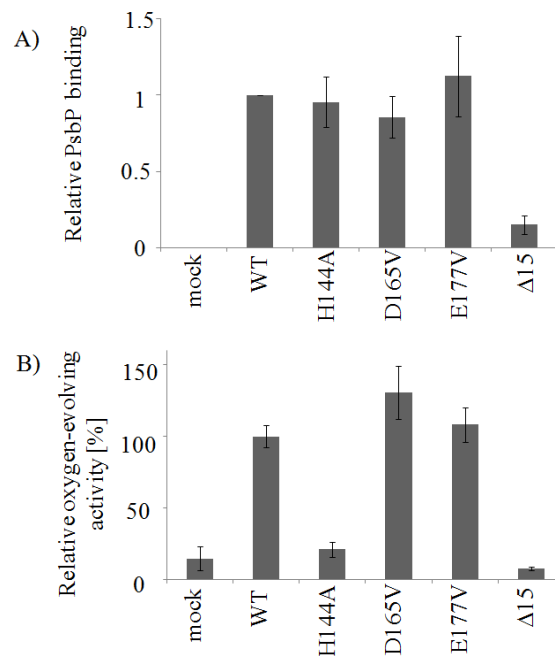 A)
Relative PsbP binding
1.5
1
0.5
0
mock
WT
H144A
D165V
E177V
Δ15
B)
Relative oxygen-evolving
activity [%]
150
100
50
0
mock
WT
H144A
D165V
E177V
Δ15